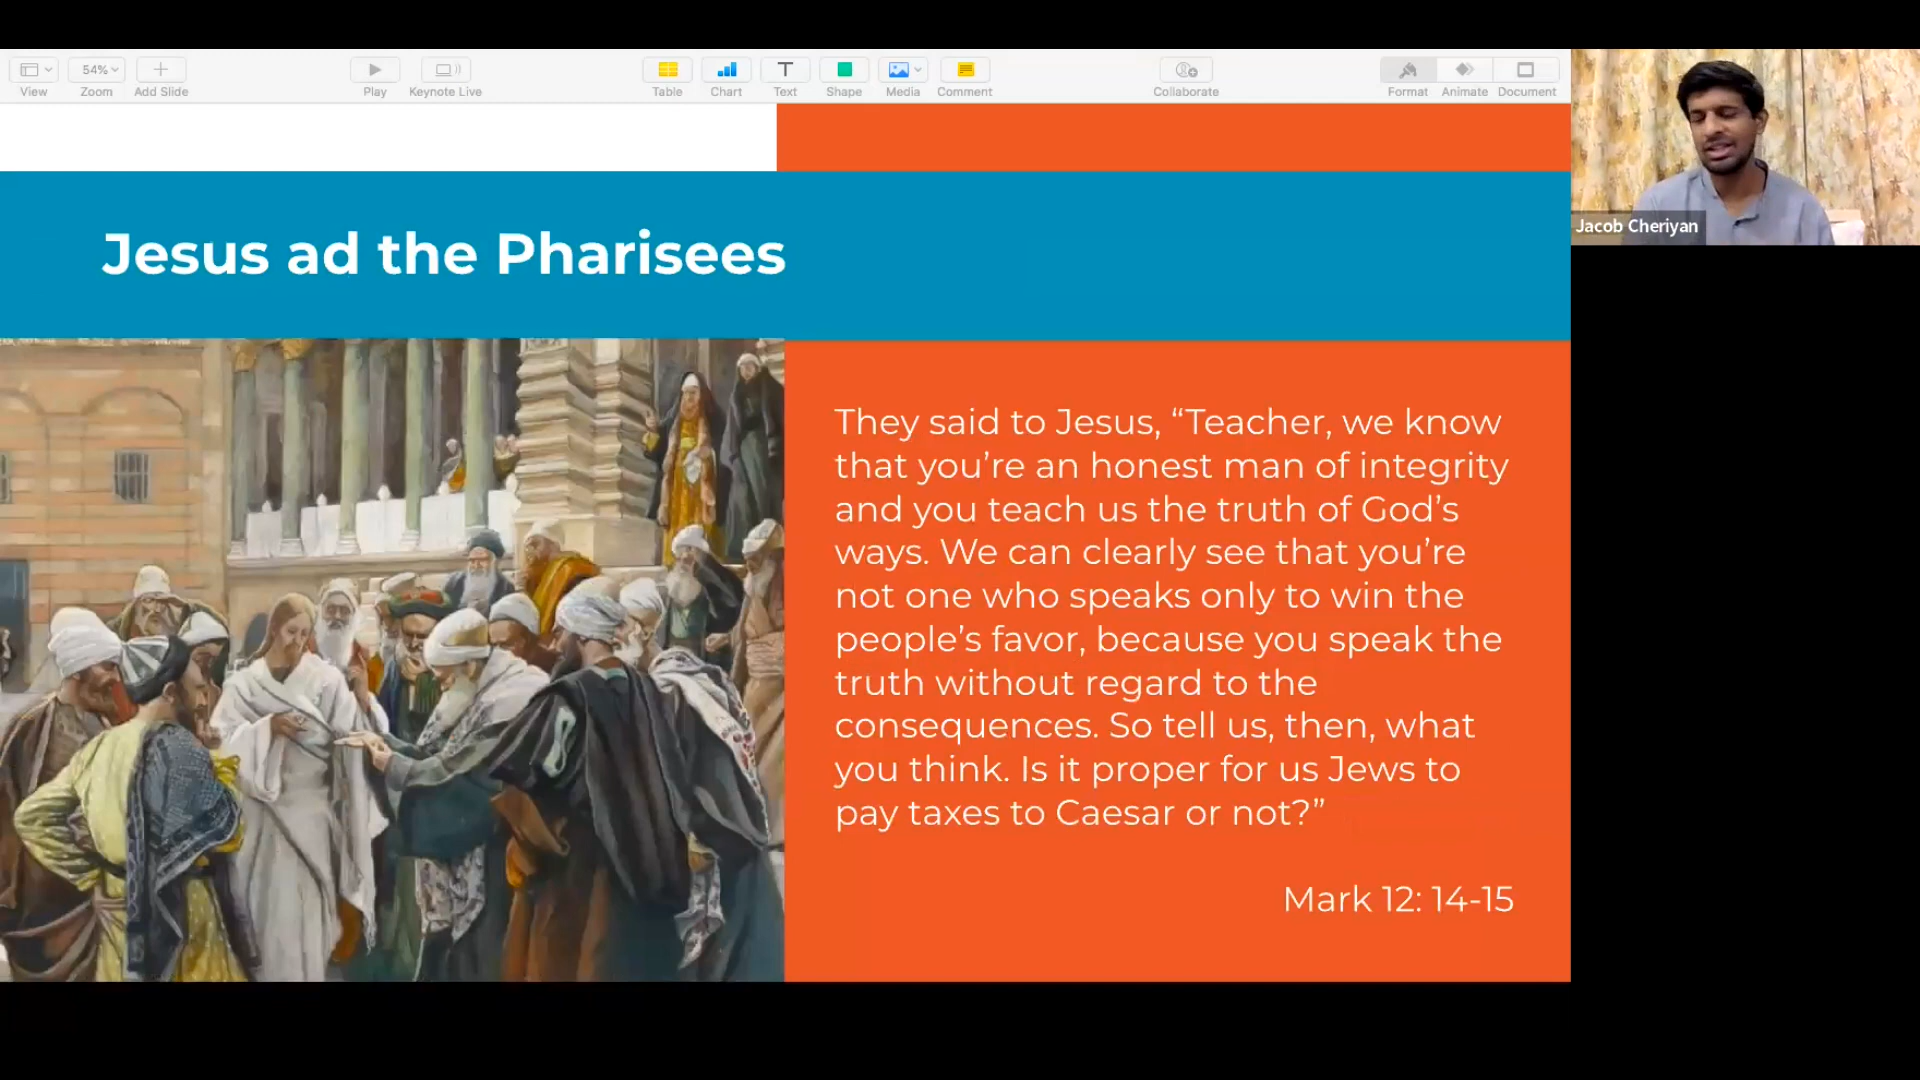 View
54%
Zoom
Add Slide
Play
Keynote Live
Table
Chart
T
Text
Shape
Media
Comment
Collaborate
Format
Animate
Document
Jacob Cheriyan
Jesus ad the Pharisees
They said to Jesus, “Teacher, we know
that you’re an honest man of integrity
and you teach us the truth of God’s
ways. We can clearly see that you’re
not one who speaks only to win the
people’s favor, because you speak the
truth without regard to the
consequences. So tell us, then, what
you think. Is it proper for us Jews to
pay taxes to Caesar or not?”
Mark 12: 14-15